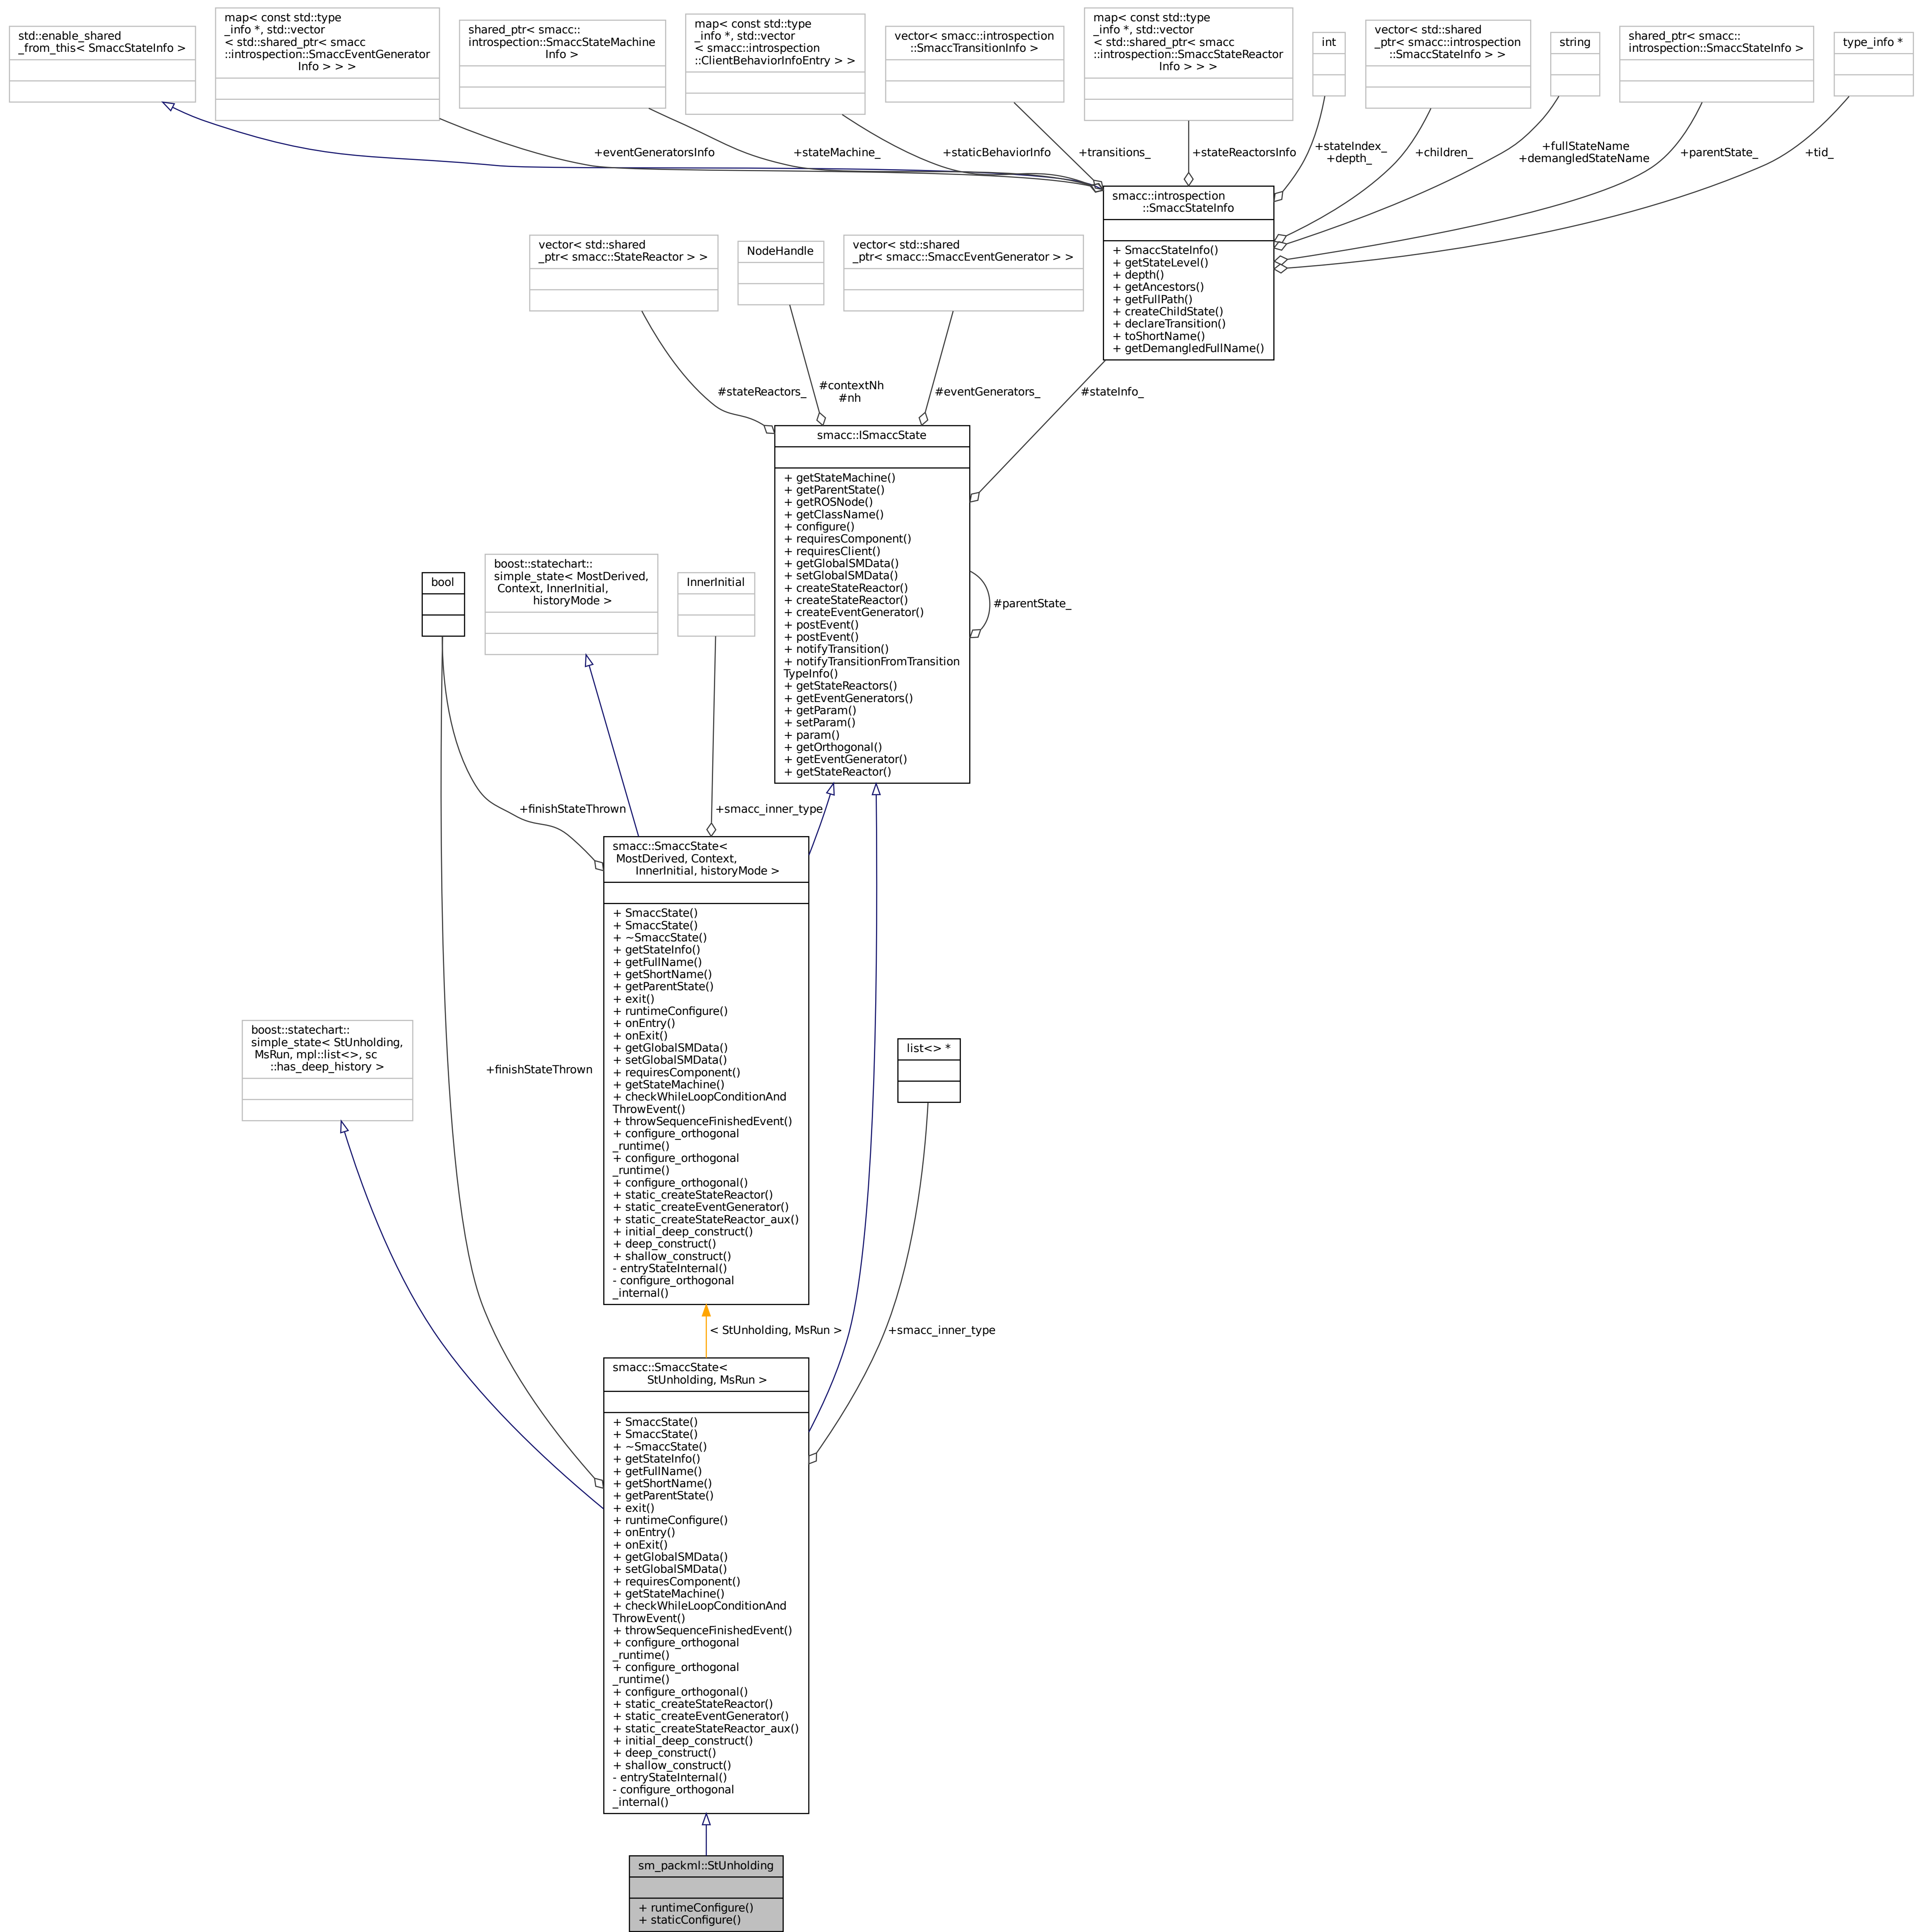 std::enable_shared
_from_this< SmaccStateInfo >
map< const std::type
_info *, std::vector
< std::shared_ptr< smacc
::introspection::SmaccEventGenerator
Info > > >
shared_ptr< smacc::
introspection::SmaccStateMachine
Info >
map< const std::type
_info *, std::vector
< smacc::introspection
::ClientBehaviorInfoEntry > >
vector< smacc::introspection
::SmaccTransitionInfo >
map< const std::type
_info *, std::vector
< std::shared_ptr< smacc
::introspection::SmaccStateReactor
Info > > >
int
vector< std::shared
_ptr< smacc::introspection
::SmaccStateInfo > >
string
shared_ptr< smacc::
introspection::SmaccStateInfo >
type_info *
+eventGeneratorsInfo
+stateMachine_
+staticBehaviorInfo
+transitions_
+stateReactorsInfo
+stateIndex_
+depth_
+children_
+fullStateName
+demangledStateName
+parentState_
+tid_
smacc::introspection
::SmaccStateInfo
+ SmaccStateInfo()
+ getStateLevel()
+ depth()
+ getAncestors()
+ getFullPath()
+ createChildState()
+ declareTransition()
+ toShortName()
+ getDemangledFullName()
vector< std::shared
_ptr< smacc::StateReactor > >
NodeHandle
vector< std::shared
_ptr< smacc::SmaccEventGenerator > >
#stateReactors_
#contextNh
#nh
#eventGenerators_
#stateInfo_
smacc::ISmaccState
+ getStateMachine()
+ getParentState()
+ getROSNode()
+ getClassName()
+ configure()
+ requiresComponent()
+ requiresClient()
+ getGlobalSMData()
+ setGlobalSMData()
+ createStateReactor()
+ createStateReactor()
+ createEventGenerator()
+ postEvent()
+ postEvent()
+ notifyTransition()
+ notifyTransitionFromTransition
TypeInfo()
+ getStateReactors()
+ getEventGenerators()
+ getParam()
+ setParam()
+ param()
+ getOrthogonal()
+ getEventGenerator()
+ getStateReactor()
#parentState_
bool
boost::statechart::
simple_state< MostDerived,
Context, InnerInitial,
historyMode >
InnerInitial
+finishStateThrown
+smacc_inner_type
smacc::SmaccState<
MostDerived, Context,
InnerInitial, historyMode >
+ SmaccState()
+ SmaccState()
+ ~SmaccState()
+ getStateInfo()
+ getFullName()
+ getShortName()
+ getParentState()
+ exit()
+ runtimeConfigure()
+ onEntry()
+ onExit()
+ getGlobalSMData()
+ setGlobalSMData()
+ requiresComponent()
+ getStateMachine()
+ checkWhileLoopConditionAnd
ThrowEvent()
+ throwSequenceFinishedEvent()
+ configure_orthogonal
_runtime()
+ configure_orthogonal
_runtime()
+ configure_orthogonal()
+ static_createStateReactor()
+ static_createEventGenerator()
+ static_createStateReactor_aux()
+ initial_deep_construct()
+ deep_construct()
+ shallow_construct()
- entryStateInternal()
- configure_orthogonal
_internal()
boost::statechart::
simple_state< StUnholding,
MsRun, mpl::list<>, sc
::has_deep_history >
+finishStateThrown
list<> *
< StUnholding, MsRun >
+smacc_inner_type
smacc::SmaccState<
StUnholding, MsRun >
+ SmaccState()
+ SmaccState()
+ ~SmaccState()
+ getStateInfo()
+ getFullName()
+ getShortName()
+ getParentState()
+ exit()
+ runtimeConfigure()
+ onEntry()
+ onExit()
+ getGlobalSMData()
+ setGlobalSMData()
+ requiresComponent()
+ getStateMachine()
+ checkWhileLoopConditionAnd
ThrowEvent()
+ throwSequenceFinishedEvent()
+ configure_orthogonal
_runtime()
+ configure_orthogonal
_runtime()
+ configure_orthogonal()
+ static_createStateReactor()
+ static_createEventGenerator()
+ static_createStateReactor_aux()
+ initial_deep_construct()
+ deep_construct()
+ shallow_construct()
- entryStateInternal()
- configure_orthogonal
_internal()
sm_packml::StUnholding
+ runtimeConfigure()
+ staticConfigure()